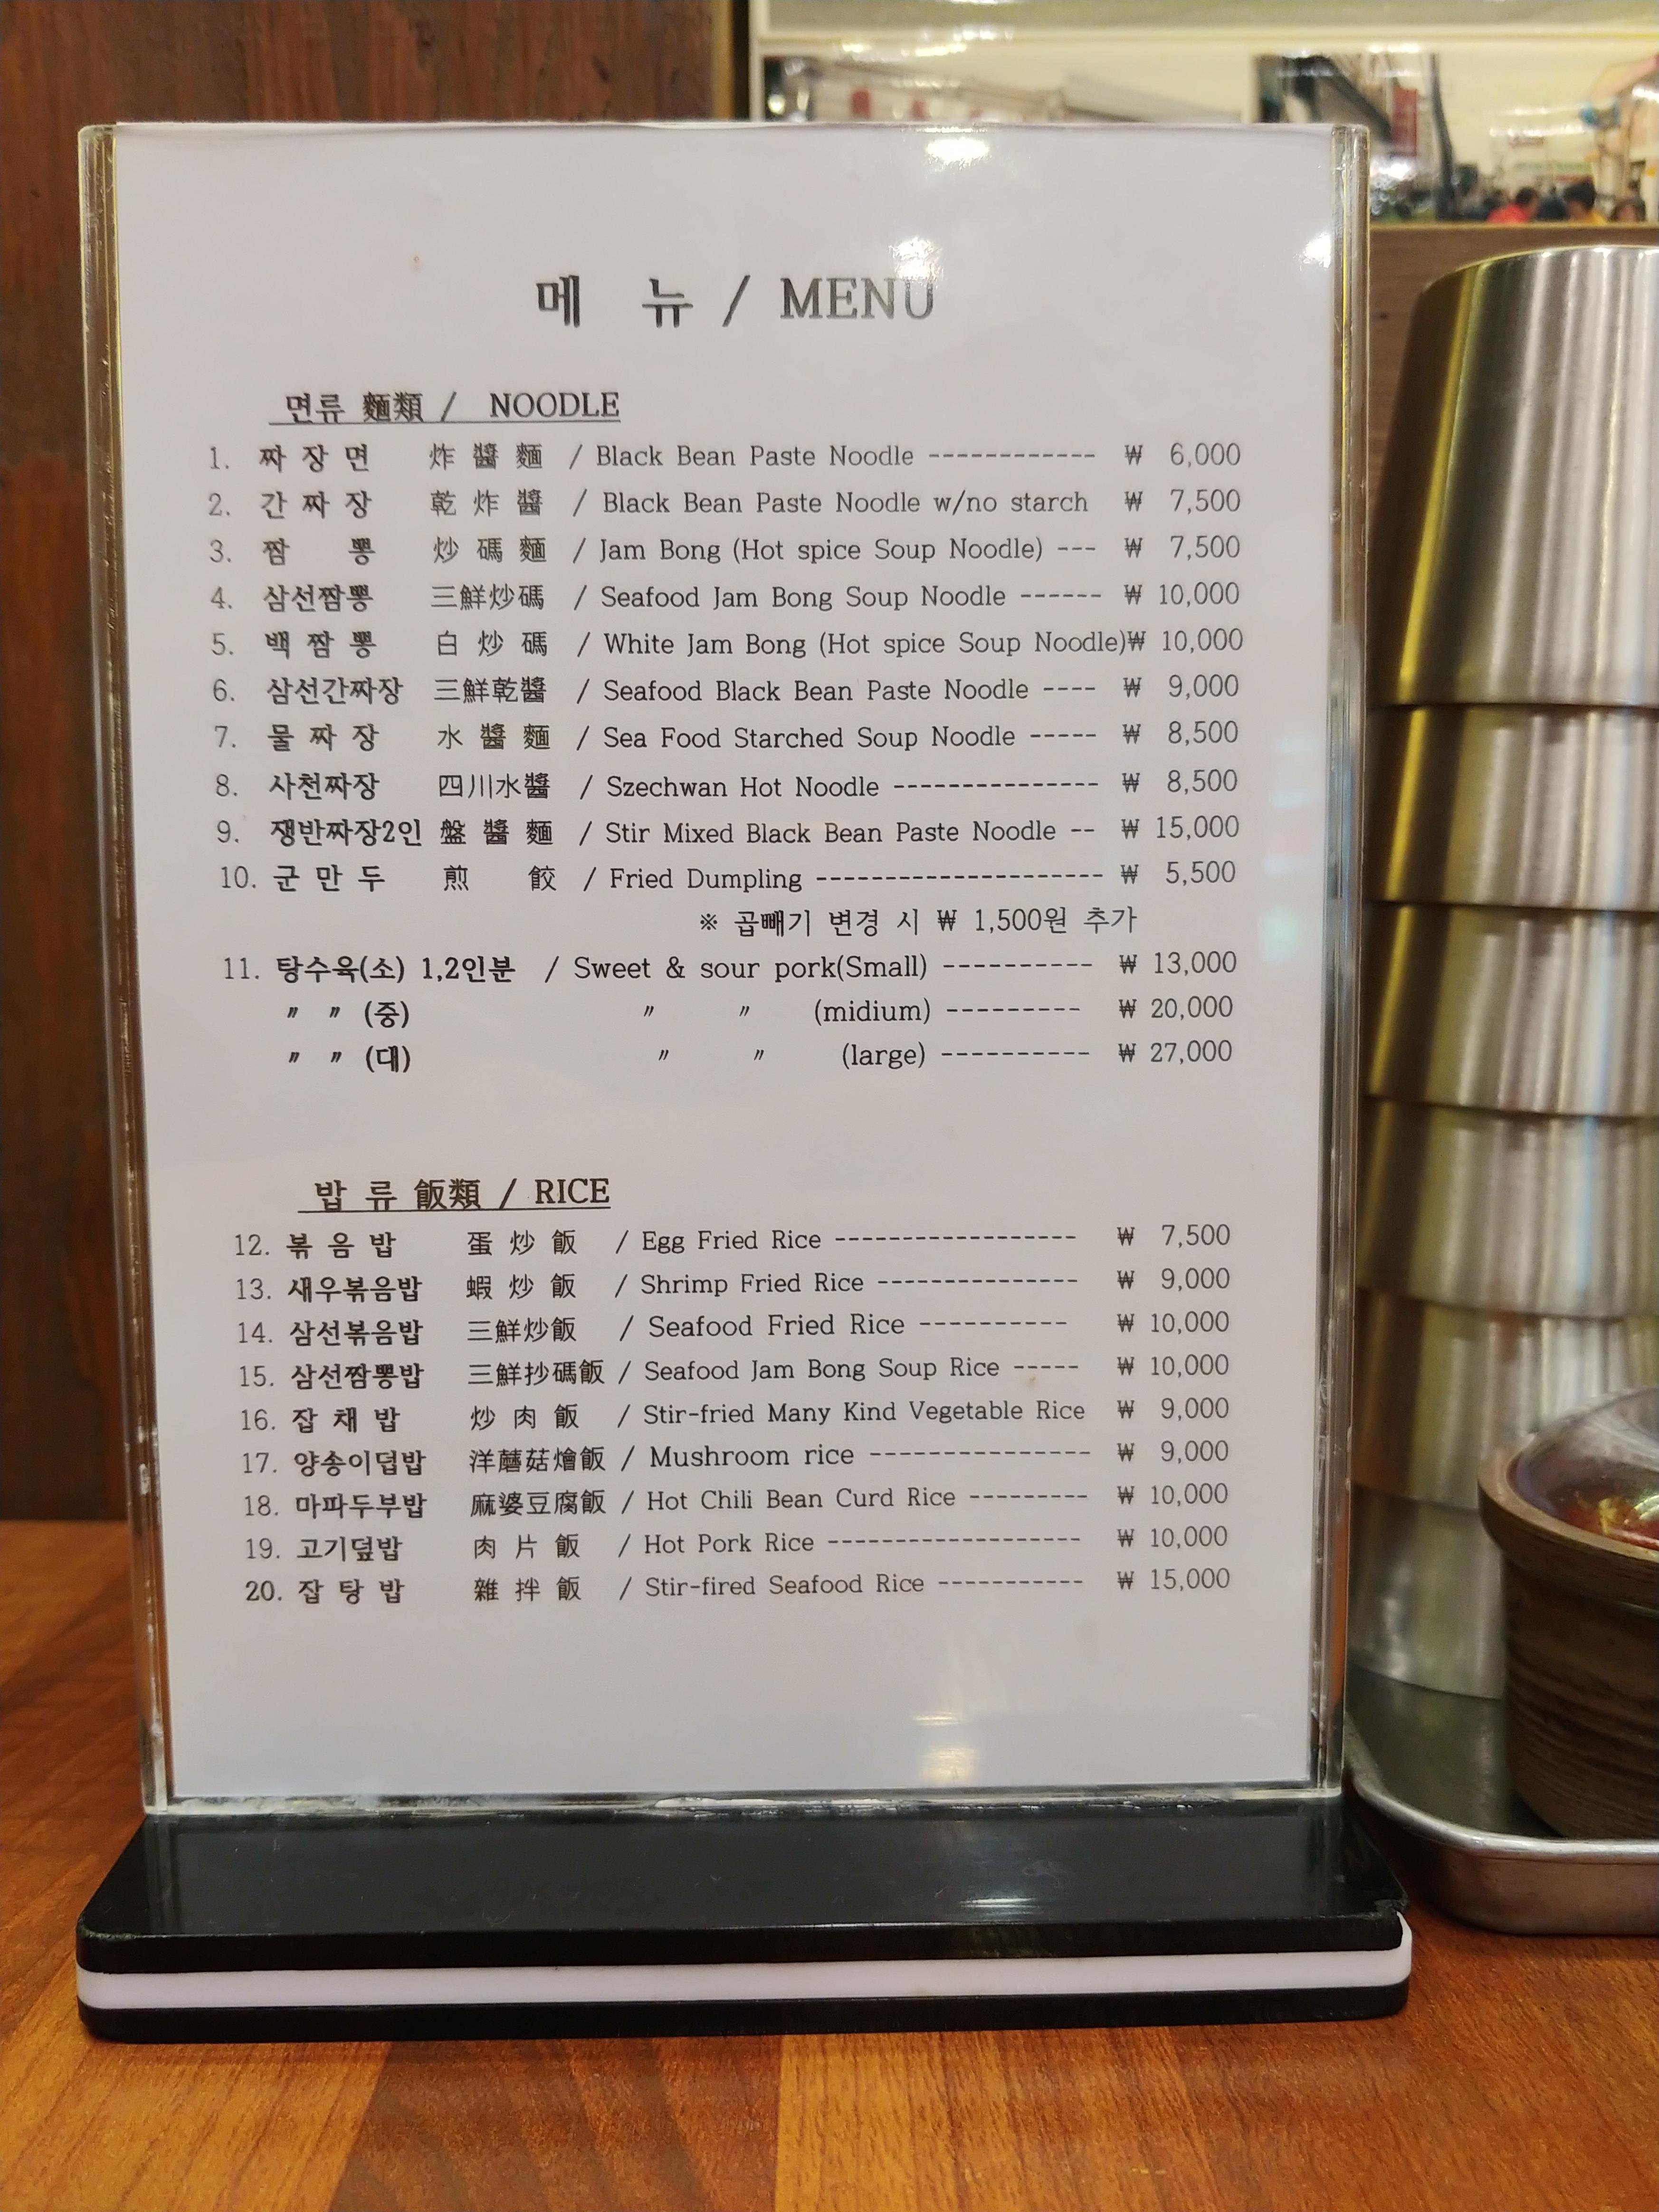 메 뉴 / MENU
면류 麵類 / NOODLE
1. 짜 장 면 炸 醬 麵 / Black Bean Paste Noodle ------------ ₩ 6,000
2. 간 짜 장 乾 炸 醬 / Black Bean Paste Noodle w/no starch ₩ 7,500
3. 짬 뽕 炒 碼 麵 / Jam Bong (Hot spice Soup Noodle) --- ₩ 7,500
4. 삼선짬뽕 三鮮炒碼 / Seafood Jam Bong Soup Noodle ------ ₩ 10,000
5. 백 짬 뽕 白 炒 碼 / White Jam Bong (Hot spice Soup Noodle)₩ 10,000
6. 삼선간짜장 三鮮乾醬 / Seafood Black Bean Paste Noodle ---- ₩ 9,000
7. 물 짜 장 水 醬 麵 / Sea Food Starched Soup Noodle ----- ₩ 8,500
8. 사천짜장 四川水醬 / Szechwan Hot Noodle --------------- ₩ 8,500
9. 쟁반짜장2인 盤 醬 麵 / Stir Mixed Black Bean Paste Noodle -- ₩ 15,000
10. 군 만 두 煎 餃 / Fried Dumpling --------------------- ₩ 5,500
※ 곱빼기 변경 시 ₩ 1,500원 추가
11. 탕수육(소) 1,2인분 / Sweet & sour pork(Small) ---------- ₩ 13,000
〃 〃 (중) 〃 〃 (midium) --------- ₩ 20,000
〃 〃 (대) 〃 〃 (large) ---------- ₩ 27,000
밥 류 飯類 / RICE
12. 볶 음 밥 蛋 炒 飯 / Egg Fried Rice ----------------- ₩ 7,500
13. 새우볶음밥 蝦 炒 飯 / Shrimp Fried Rice --------------- ₩ 9,000
14. 삼선볶음밥 三鮮炒飯 / Seafood Fried Rice ---------- ₩ 10,000
15. 삼선짬뽕밥 三鮮抄碼飯 / Seafood Jam Bong Soup Rice ----- ₩ 10,000
16. 잡 채 밥 炒 肉 飯 / Stir-fried Many Kind Vegetable Rice ₩ 9,000
17. 양송이덥밥 洋蘑菇燴飯 / Mushroom rice ---------------- ₩ 9,000
18. 마파두부밥 麻婆豆腐飯 / Hot Chili Bean Curd Rice --------- ₩ 10,000
19. 고기덮밥 肉 片 飯 / Hot Pork Rice ------------------ ₩ 10,000
20. 잡 탕 밥 雜 拌 飯 / Stir-fired Seafood Rice ----------- ₩ 15,000